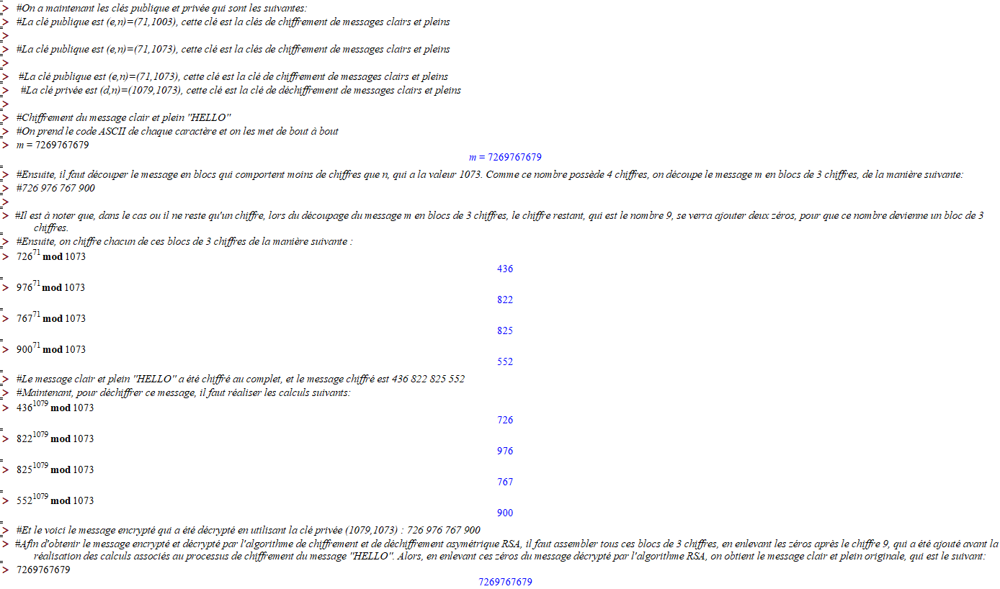 > #On a maintenant les clés publique et privée qui sont les suivantes:
> #La clé publique est (e,n)=(71,1003), cette clé est la clés de chiffrement de messages clairs et pleins
>
> #La clé publique est (e,n)=(71,1073), cette clé est la clés de chiffrement de messages clairs et pleins
>
> #La clé publique est (e,n)=(71,1073), cette clé est la clé de chiffrement de messages clairs et pleins
> #La clé privée est (d,n)=(1079,1073), cette clé est la clé de déchiffrement de messages clairs et pleins
>
> #Chiffrement du message clair et plein "HELLO"
> #On prend le code ASCII de chaque caractère et on les met de bout à bout
> m = 7269767679
m = 7269767679
> #Ensuite, il faut découper le message en blocs qui comportent moins de chiffres que n, qui a la valeur 1073. Comme ce nombre possède 4 chiffres, on découpe le message m en blocs de 3 chiffres, de la manière suivante:
> #726 976 767 900
>
> #Il est à noter que, dans le cas ou il ne reste qu'un chiffre, lors du découpage du message m en blocs de 3 chiffres, le chiffre restant, qui est le nombre 9, se verra ajouter deux zéros, pour que ce nombre devienne un bloc de 3
chiffres.
> #Ensuite, on chiffre chacun de ces blocs de 3 chiffres de la manière suivante :
> 726^71 mod 1073
436
> 976^71 mod 1073
822
> 767^71 mod 1073
825
> 900^71 mod 1073
552
> #Le message clair et plein "HELLO" a été chiffré au complet, et le message chiffré est 436 822 825 552
> #Maintenant, pour déchiffrer ce message, il faut réaliser les calculs suivants:
> 436^1079 mod 1073
726
> 822^1079 mod 1073
976
> 825^1079 mod 1073
767
> 552^1079 mod 1073
900
> #Et le voici le message encrypté qui a été décrypté en utilisant la clé privée (1079,1073) : 726 976 767 900
> #Afin d'obtenir le message encrypté et décrypté par l'algorithme de chiffrement et de déchiffrement asymétrique RSA, il faut assembler tous ces blocs de 3 chiffres, en enlevant les zéros après le chiffre 9, qui a été ajouté avant la
réalisation des calculs associés au processus de chiffrement du message "HELLO". Alors, en enlevant ces zéros du message décrypté par l'algorithme RSA, on obtient le message clair et plein originale, qui est le suivant:
> 7269767679
7269767679